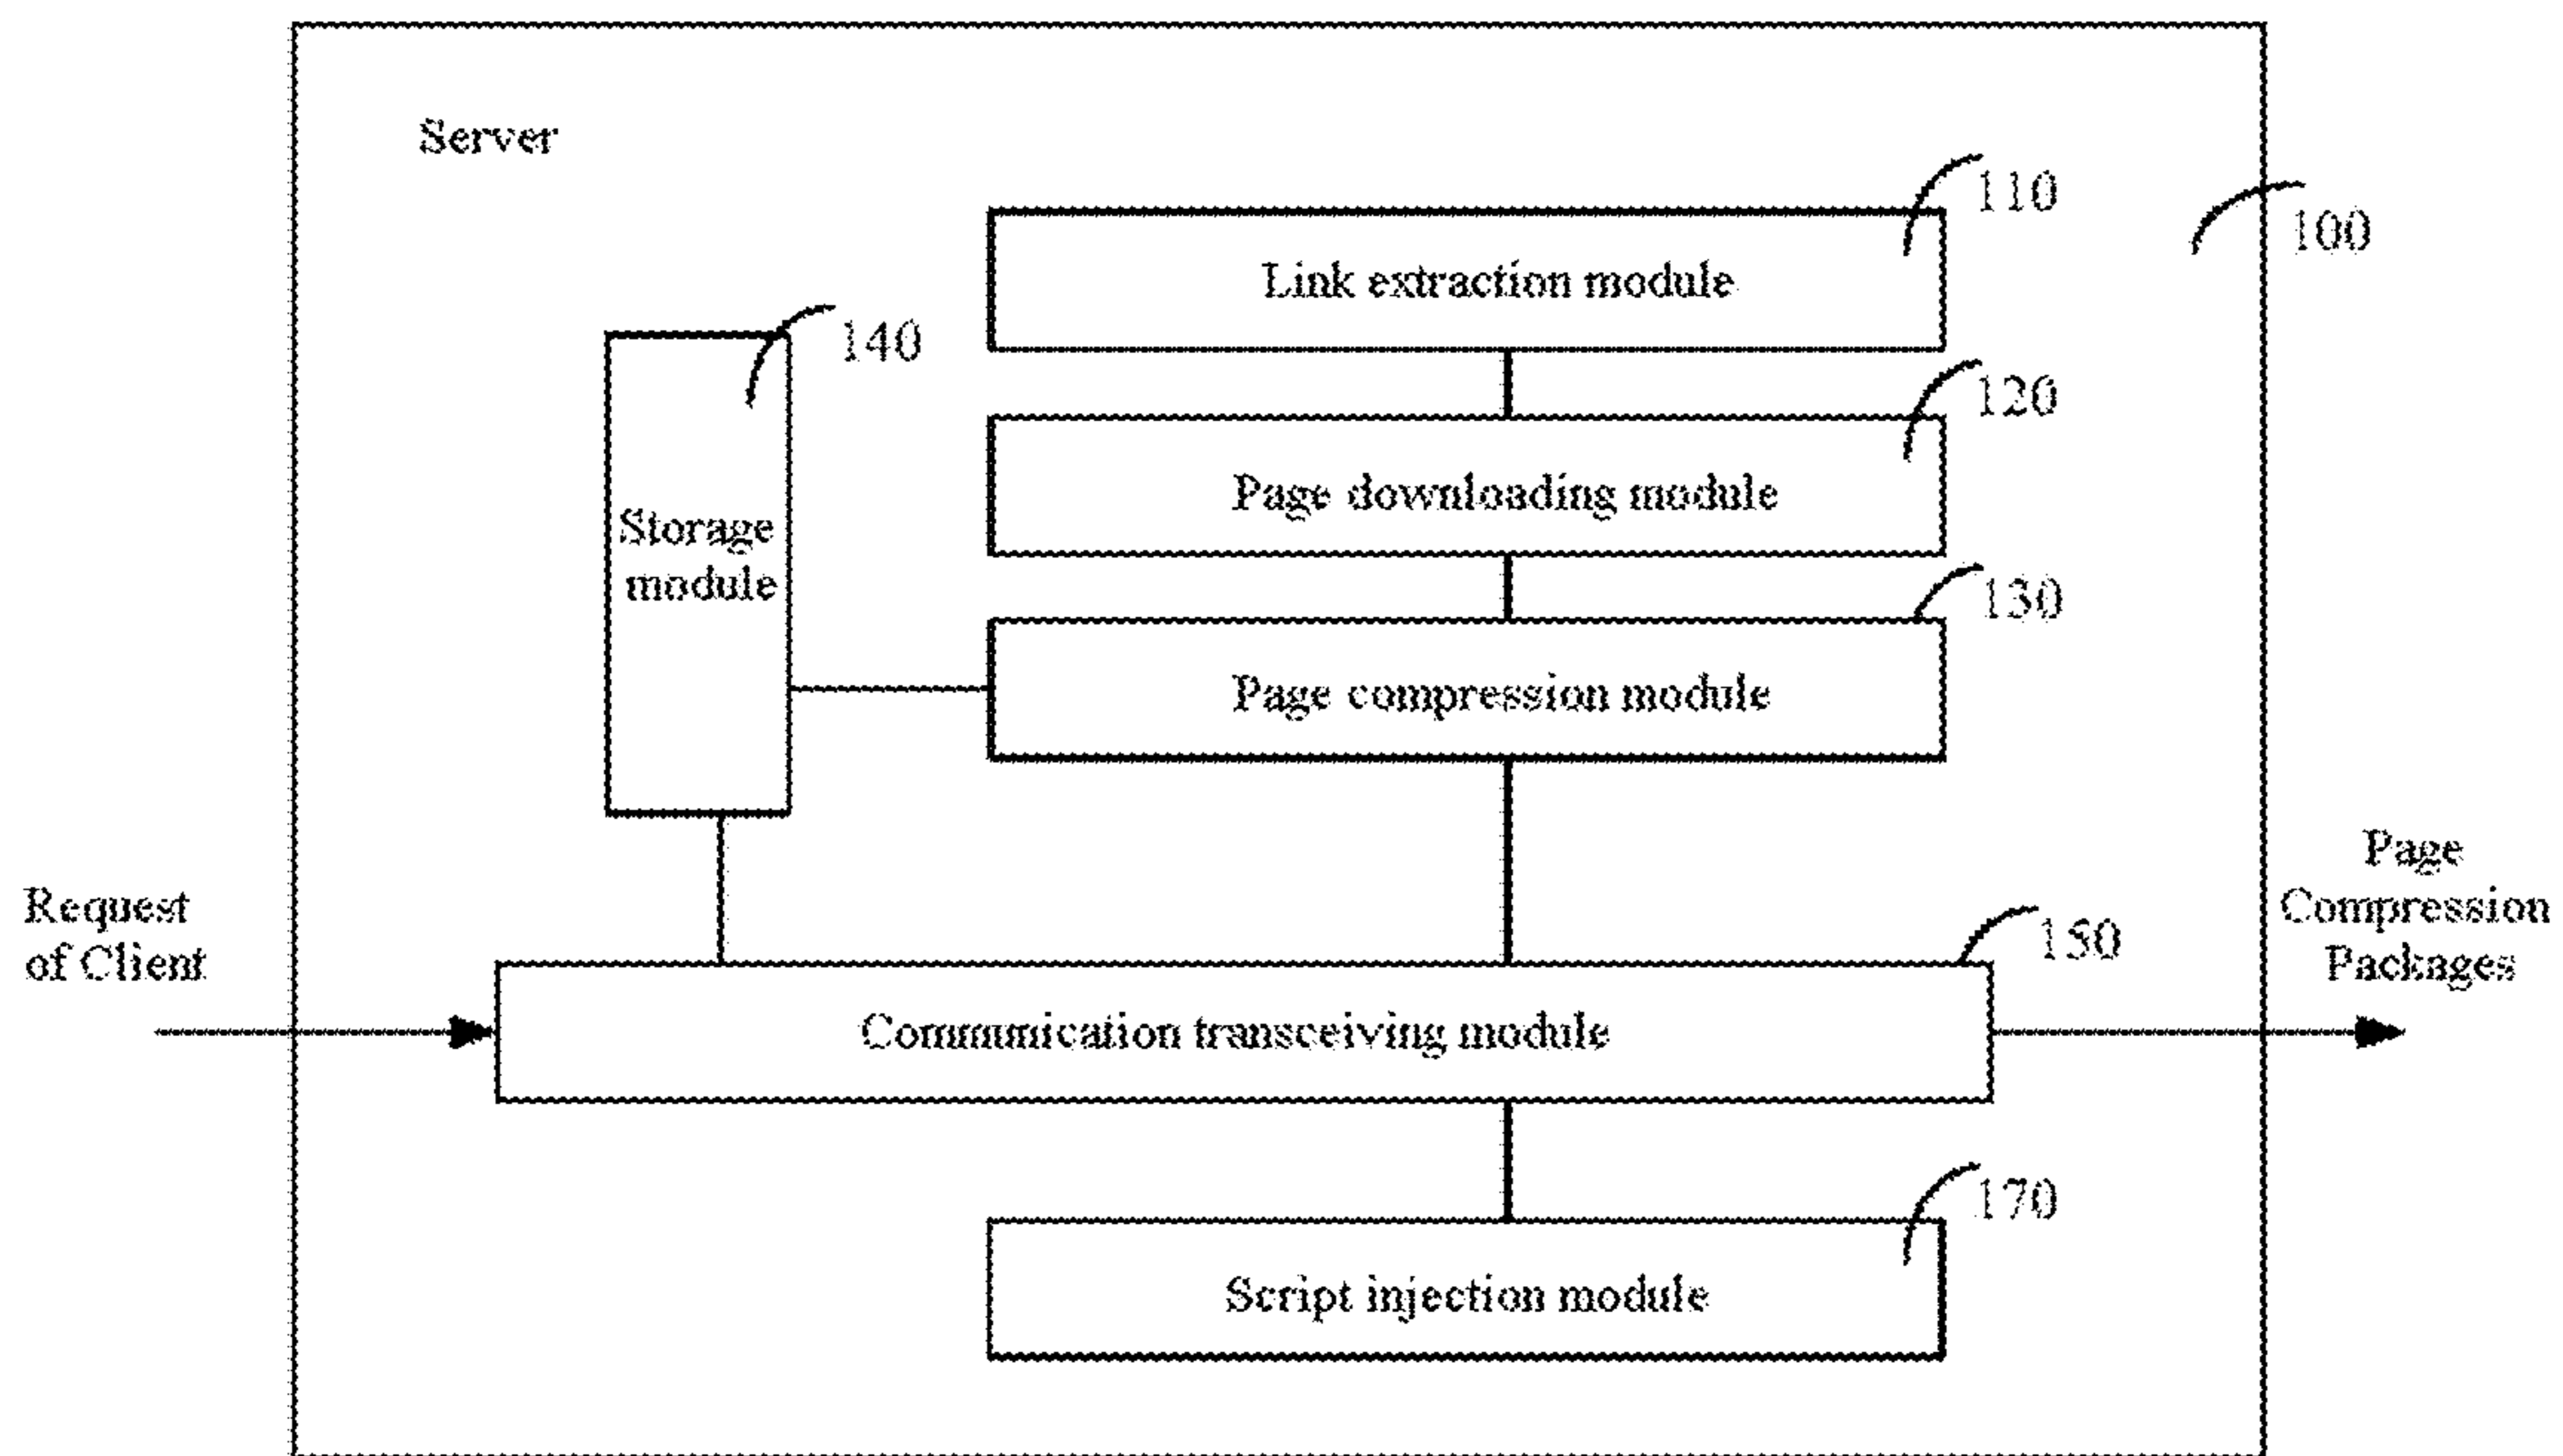 Server
110
100
Link extraction module
140
120
Page downloading module
Storage
module
130
Page compression module
Page
Compression
Packages
Request
of Client
150
Communication transceiving module
170
Script injection module